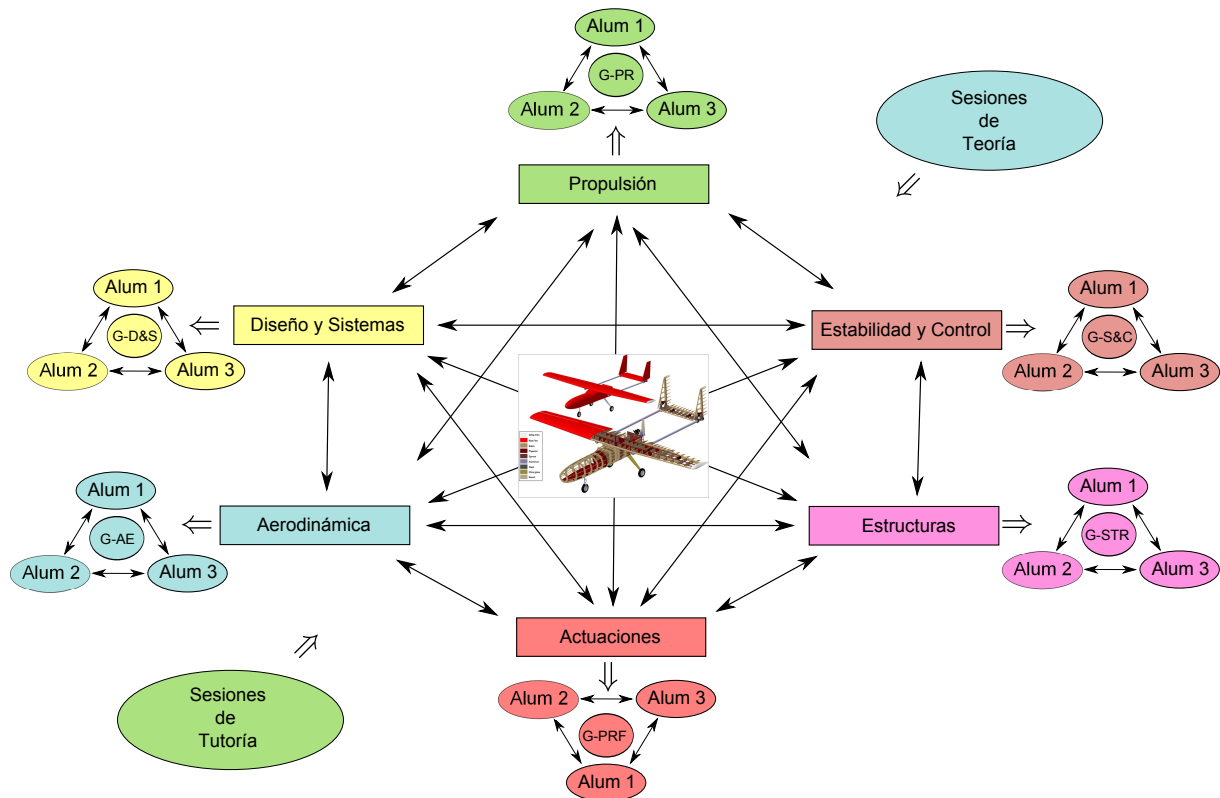 Alum 1
G-PR
Alum 2
Alum 3
Sesiones
de
Teoría
Propulsión
Alum 1
G-D&S
Alum 2
Alum 3
Diseño y Sistemas
Estabilidad y Control
Alum 1
G-S&C
Alum 2
Alum 3
Alum 1
G-AE
Alum 2
Alum 3
Aerodinámica
Estructuras
Alum 1
G-STR
Alum 2
Alum 3
Actuaciones
Sesiones
de
Tutoría
Alum 2
Alum 3
G-PRF
Alum 1